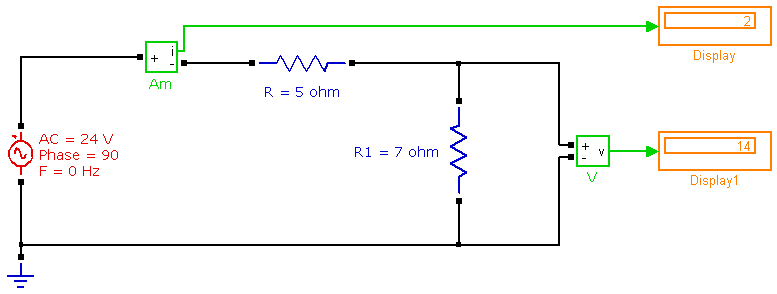 2
Display
i
+
-
Am
R = 5 ohm
AC = 24 V
Phase = 90
F = 0 Hz
R1 = 7 ohm
+
-
v
V
14
Display1